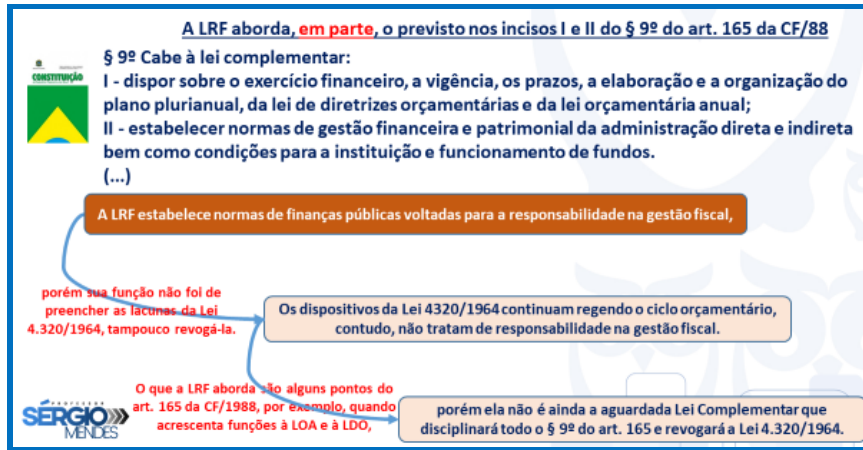 A LRF aborda, em parte, o previsto nos incisos I e II do § 9º do art. 165 da CF/88
§ 9º Cabe à lei complementar:
I - dispor sobre o exercício financeiro, a vigência, os prazos, a elaboração e a organização do
plano plurianual, da lei de diretrizes orçamentárias e da lei orçamentária anual;
II - estabelecer normas de gestão financeira e patrimonial da administração direta e indireta
bem como condições para a instituição e funcionamento de fundos.
(...)
CONSTITUIÇÃO
A LRF estabelece normas de finanças públicas voltadas para a responsabilidade na gestão fiscal,
porém sua função não foi de
preencher as lacunas da Lei
4.320/1964, tampouco revogá-la.
Os dispositivos da Lei 4320/1964 continuam regendo o ciclo orçamentário,
contudo, não tratam de responsabilidade na gestão fiscal.
O que a LRF aborda são alguns pontos do
art. 165 da CF/1988, por exemplo, quando
acrescenta funções à LOA e à LDO,
porém ela não é ainda a aguardada Lei Complementar que
disciplinará todo o § 9º do art. 165 e revogará a Lei 4.320/1964.
PROFESSOR
SÉRGIO
MENDES